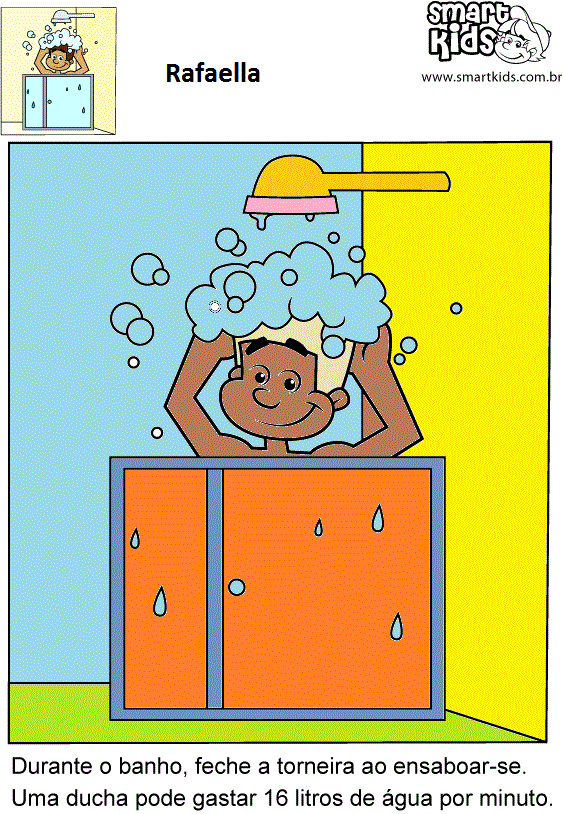 smart
kids
Rafaella
www.smartkids.com.br
Durante o banho, feche a torneira ao ensaboar-se.
Uma ducha pode gastar 16 litros de água por minuto.